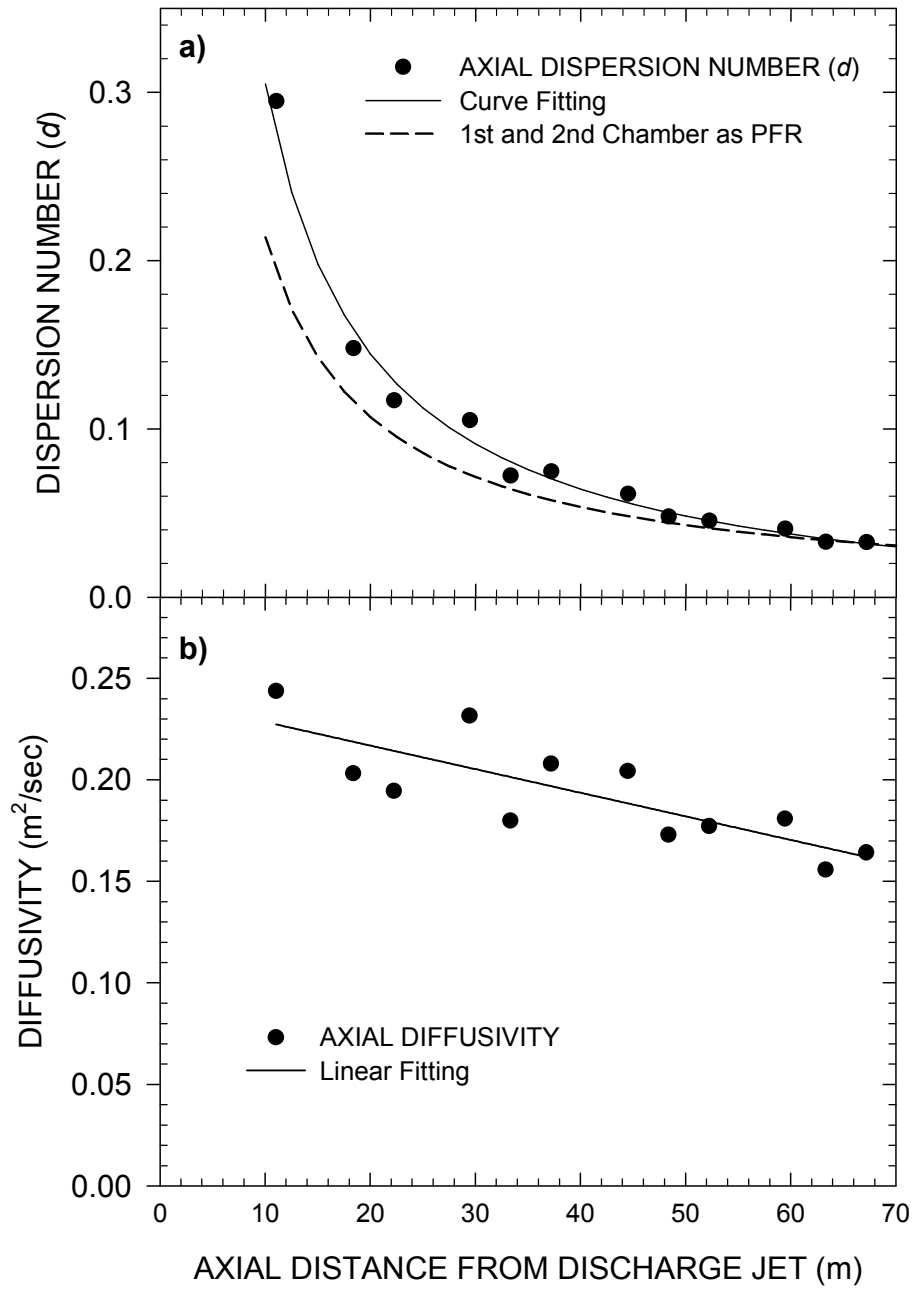 a)
AXIAL DISPERSION NUMBER (d)
Curve Fitting
1st and 2nd Chamber as PFR
DISPERSION NUMBER (d)
0.3
0.2
0.1
0.0
b)
AXIAL DIFFUSIVITY
Linear Fitting
DIFFUSIVITY (m²/sec)
0.25
0.20
0.15
0.10
0.05
0.00
0 10 20 30 40 50 60 70
AXIAL DISTANCE FROM DISCHARGE JET (m)